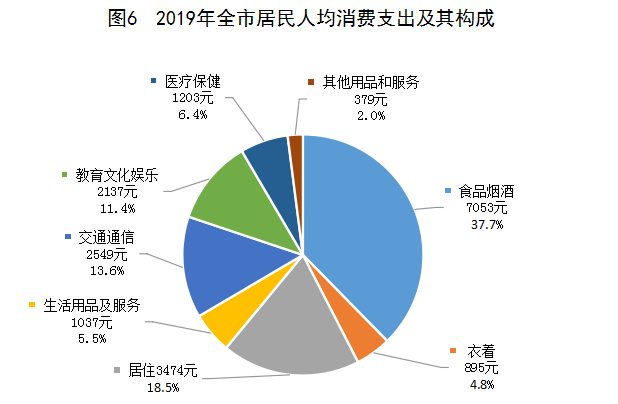 图6 2019年全市居民人均消费支出及其构成
医疗保健
1203元
6.4%
其他用品和服务
379元
2.0%
教育文化娱乐
2137元
11.4%
食品烟酒
7053元
37.7%
交通通信
2549元
13.6%
生活用品及服务
1037元
5.5%
居住3474元
18.5%
衣着
895元
4.8%